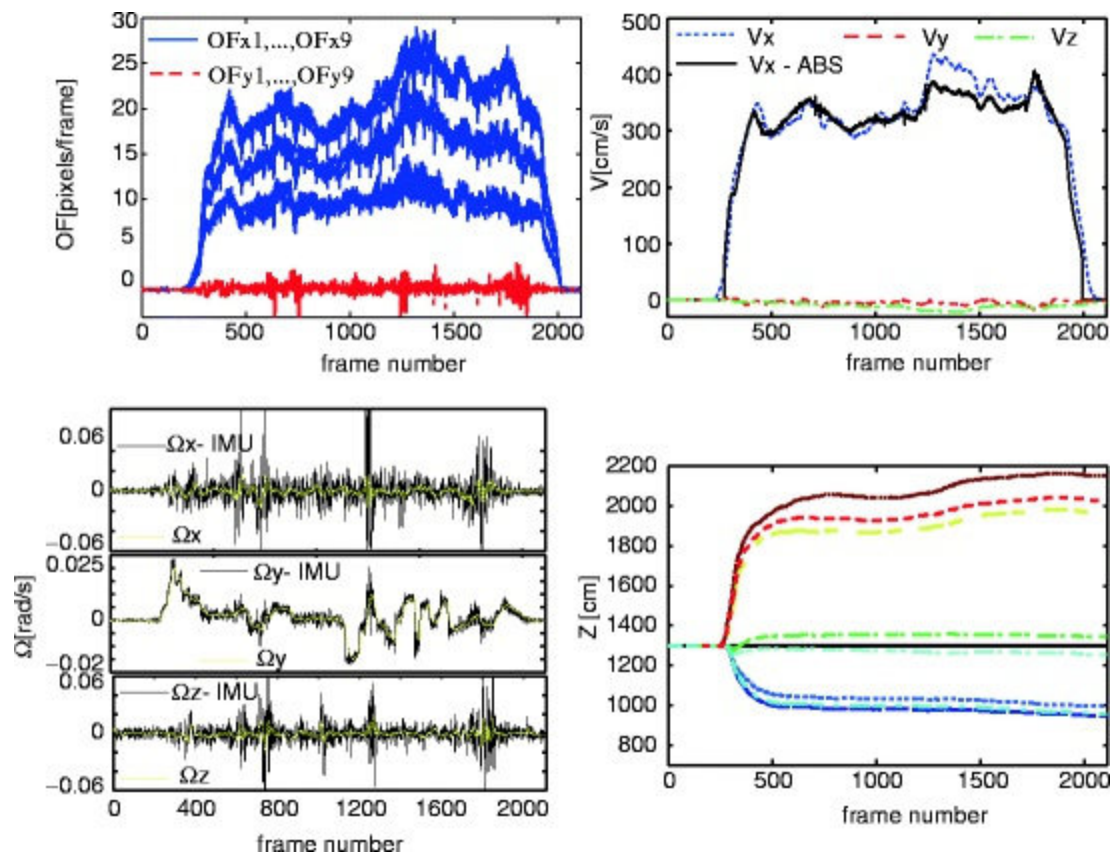 30
25
20
15
10
5
0
OF[pixels/frame]
OFx1,...,OFx9
OFy1,...,OFy9
0 500 1000 1500 2000
frame number
500
400
300
200
100
0
V[cm/s]
Vx Vy Vz
Vx - ABS
0 500 1000 1500 2000
frame number
Ω[rad/s]
0.06
0
−0.06
Ωx- IMU
Ωx
0.025
0
−0.02
Ωy- IMU
Ωy
0.06
0
−0.06
Ωz- IMU
Ωz
0 400 800 1200 1600 2000
frame number
2200
2000
1800
1600
1400
1200
1000
800
Z [cm]
0 500 1000 1500 2000
frame number